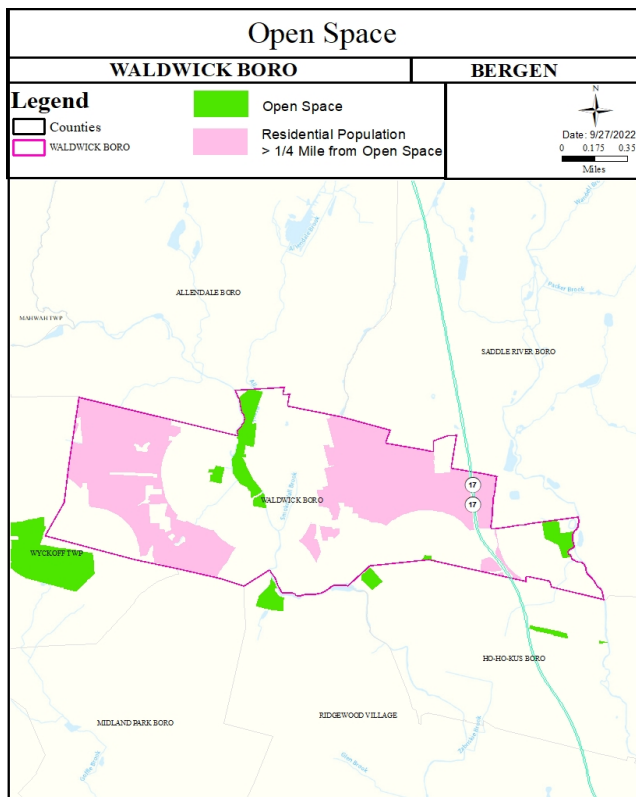 Open Space
WALDWICK BORO
BERGEN
Legend
Counties
WALDWICK BORO
Open Space
Residential Population
> 1/4 Mile from Open Space
N
Date: 9/27/2022
0 0.175 0.35
Miles
ALLENDALE BORO
MAHWAH TWP
SADDLE RIVER BORO
Parker Brook
17
WALDWICK BORO
17
WYCKOFF TWP
HO-HO-KUS BORO
RIDGEWOOD VILLAGE
MIDLAND PARK BORO